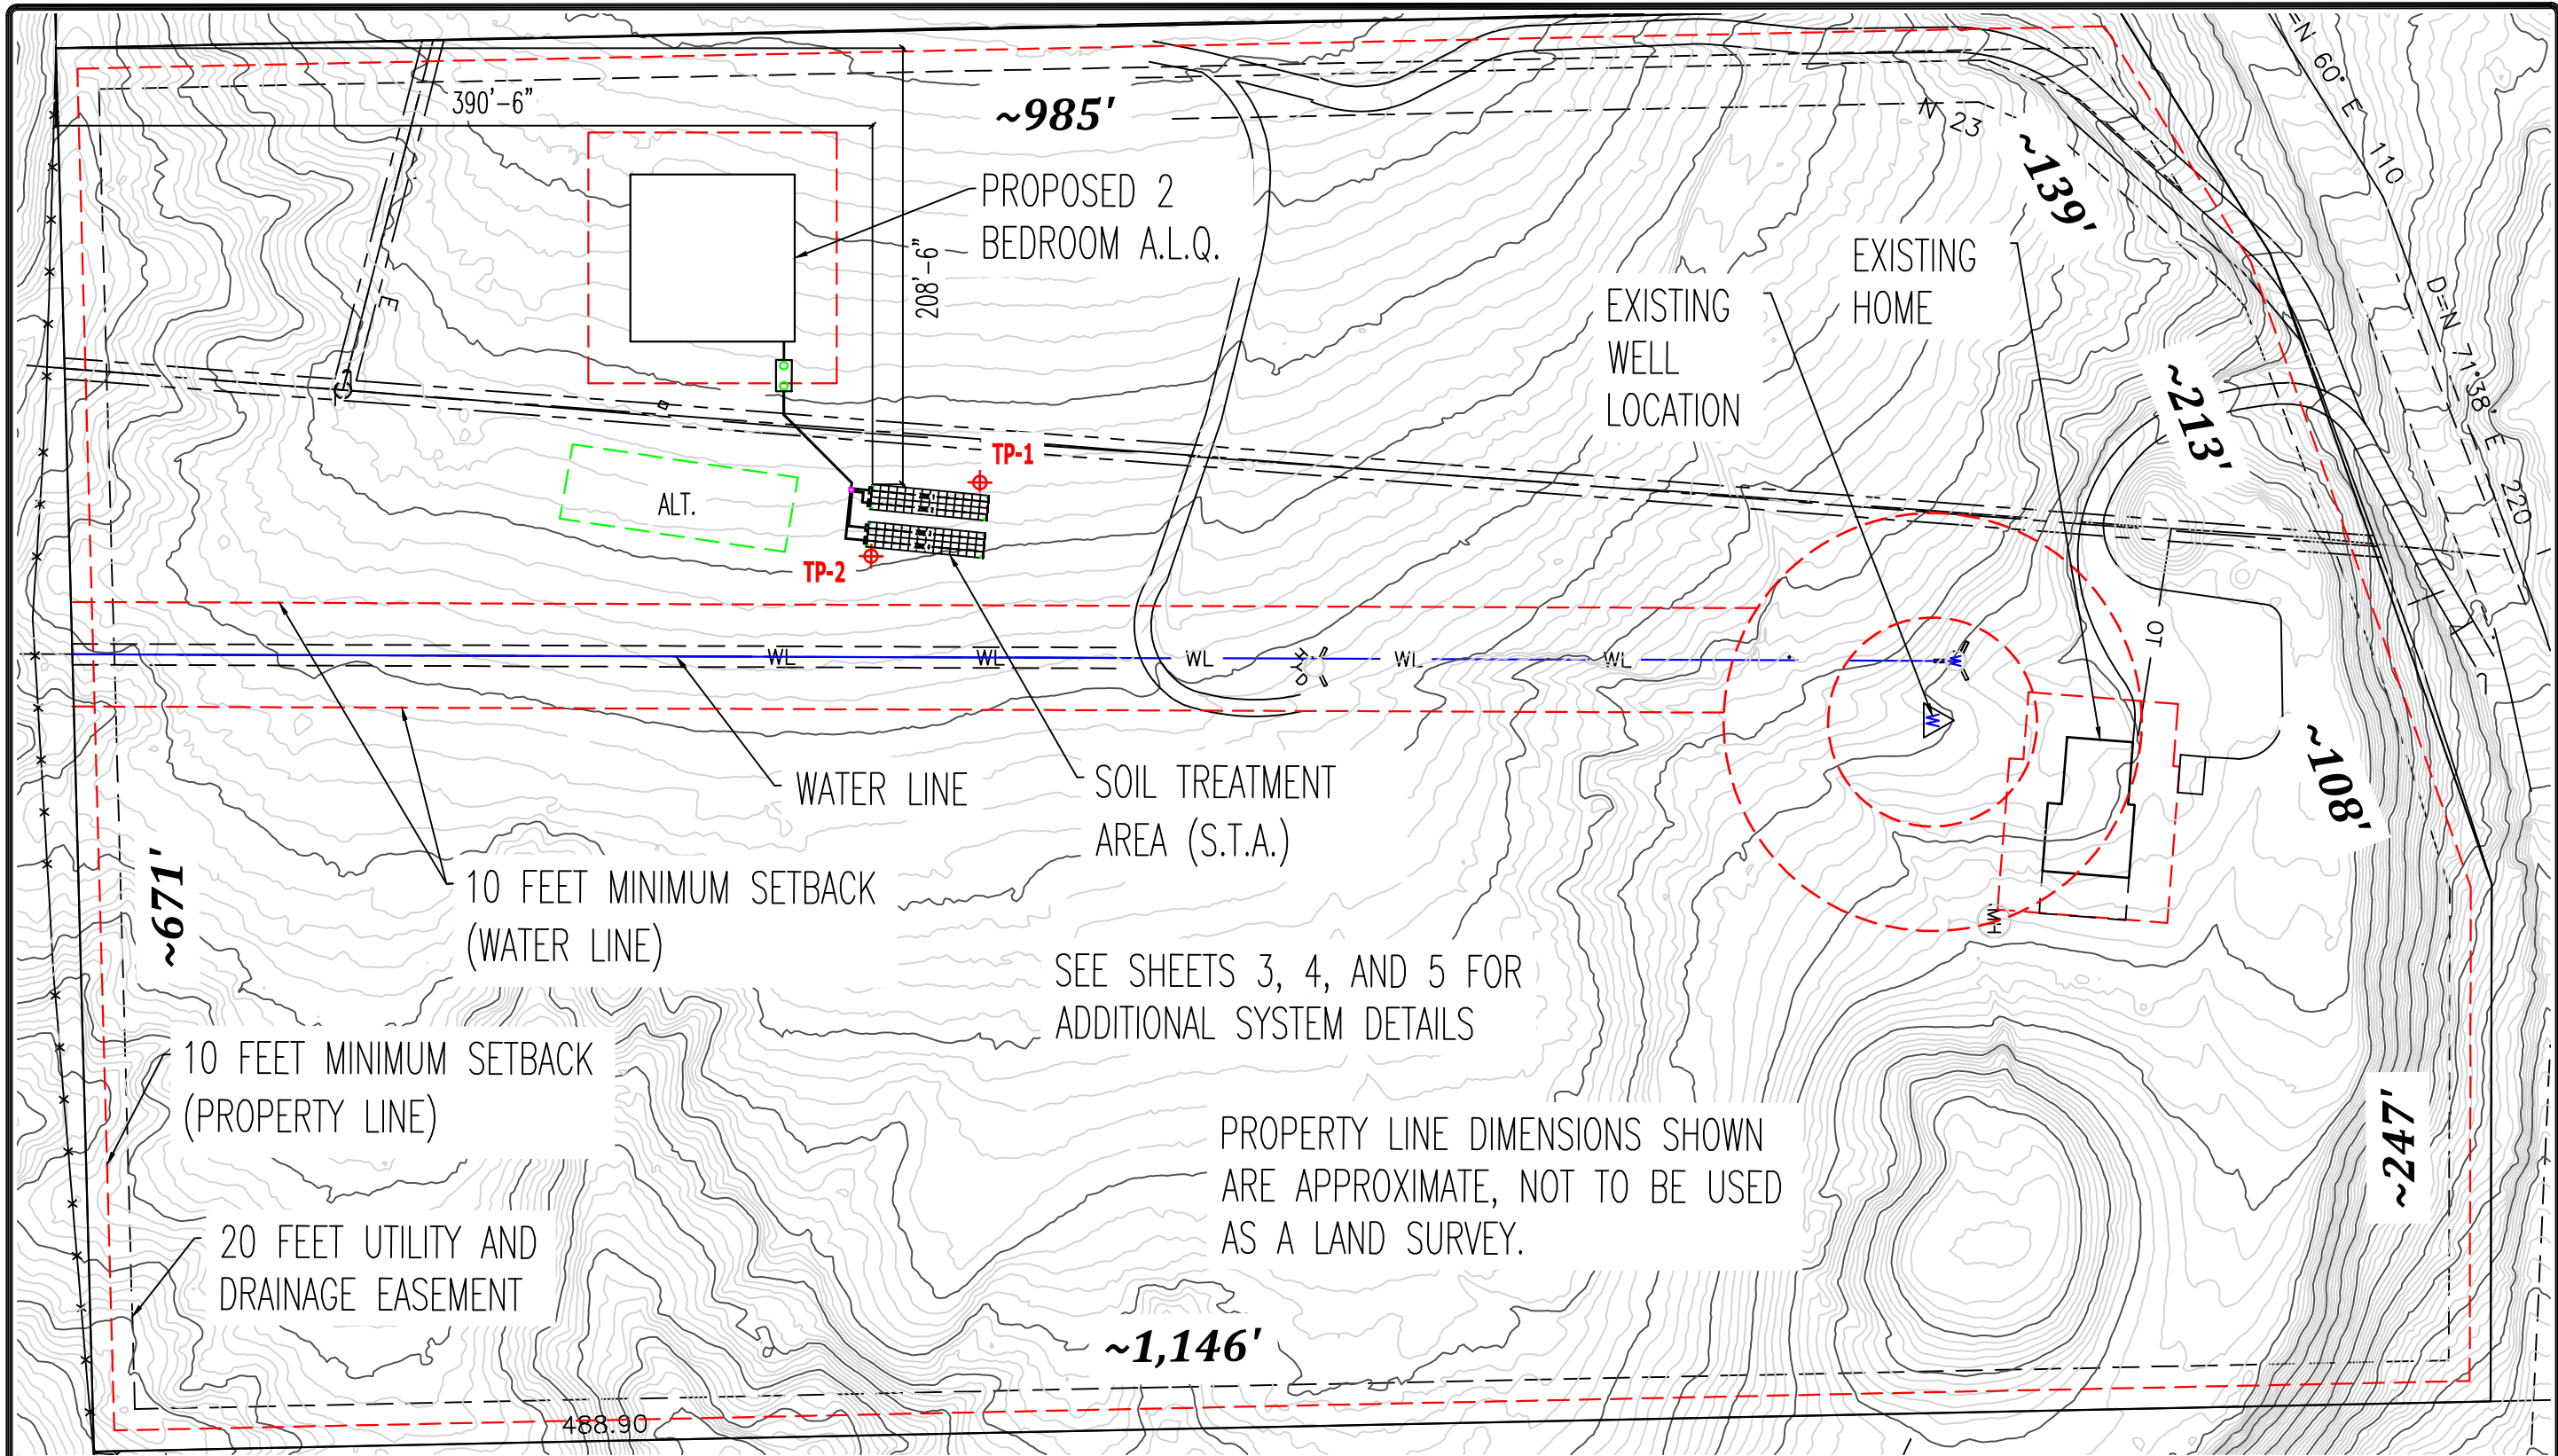 390'-6"
~985'
=N 60° E 110
N 23
~139'
PROPOSED 2
BEDROOM A.L.Q.
208'-6"
EXISTING
HOME
EXISTING
WELL
LOCATION
D=N 71°38' E 220
E
~213'
TP-1
ALT.
TP-2
OT
WL
WL
WL
HYD
WL
WL
W
W
WATER LINE
SOIL TREATMENT
AREA (S.T.A.)
~108'
~671'
10 FEET MINIMUM SETBACK
(WATER LINE)
MH
SEE SHEETS 3, 4, AND 5 FOR
ADDITIONAL SYSTEM DETAILS
10 FEET MINIMUM SETBACK
(PROPERTY LINE)
PROPERTY LINE DIMENSIONS SHOWN
ARE APPROXIMATE, NOT TO BE USED
AS A LAND SURVEY.
~247'
20 FEET UTILITY AND
DRAINAGE EASEMENT
~1,146'
488.90